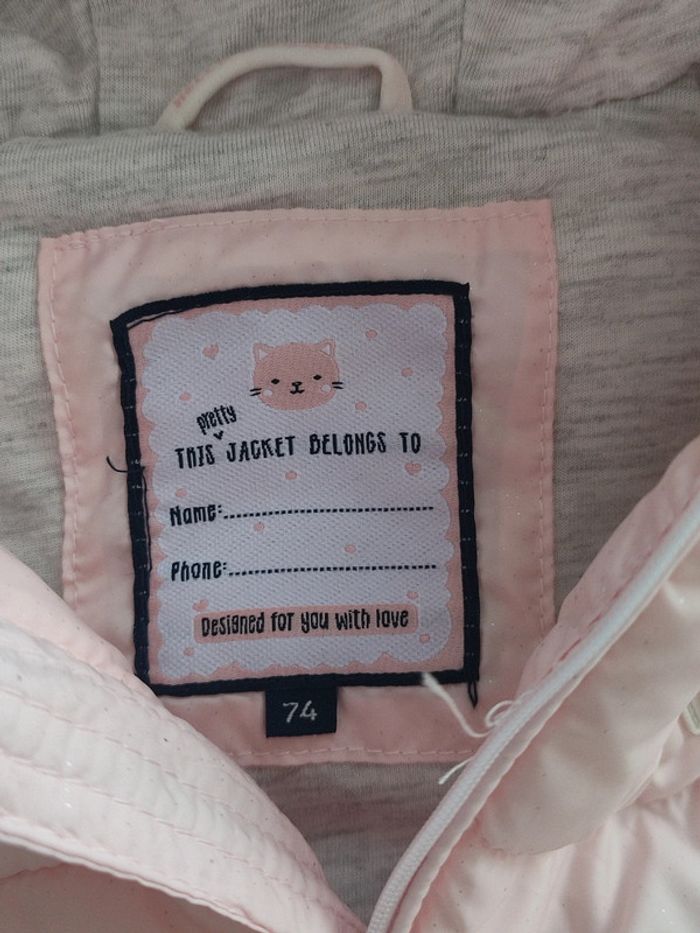 pretty
THIS JACKET BELONGS TO
Name:
Phone:
Designed for you with love
74